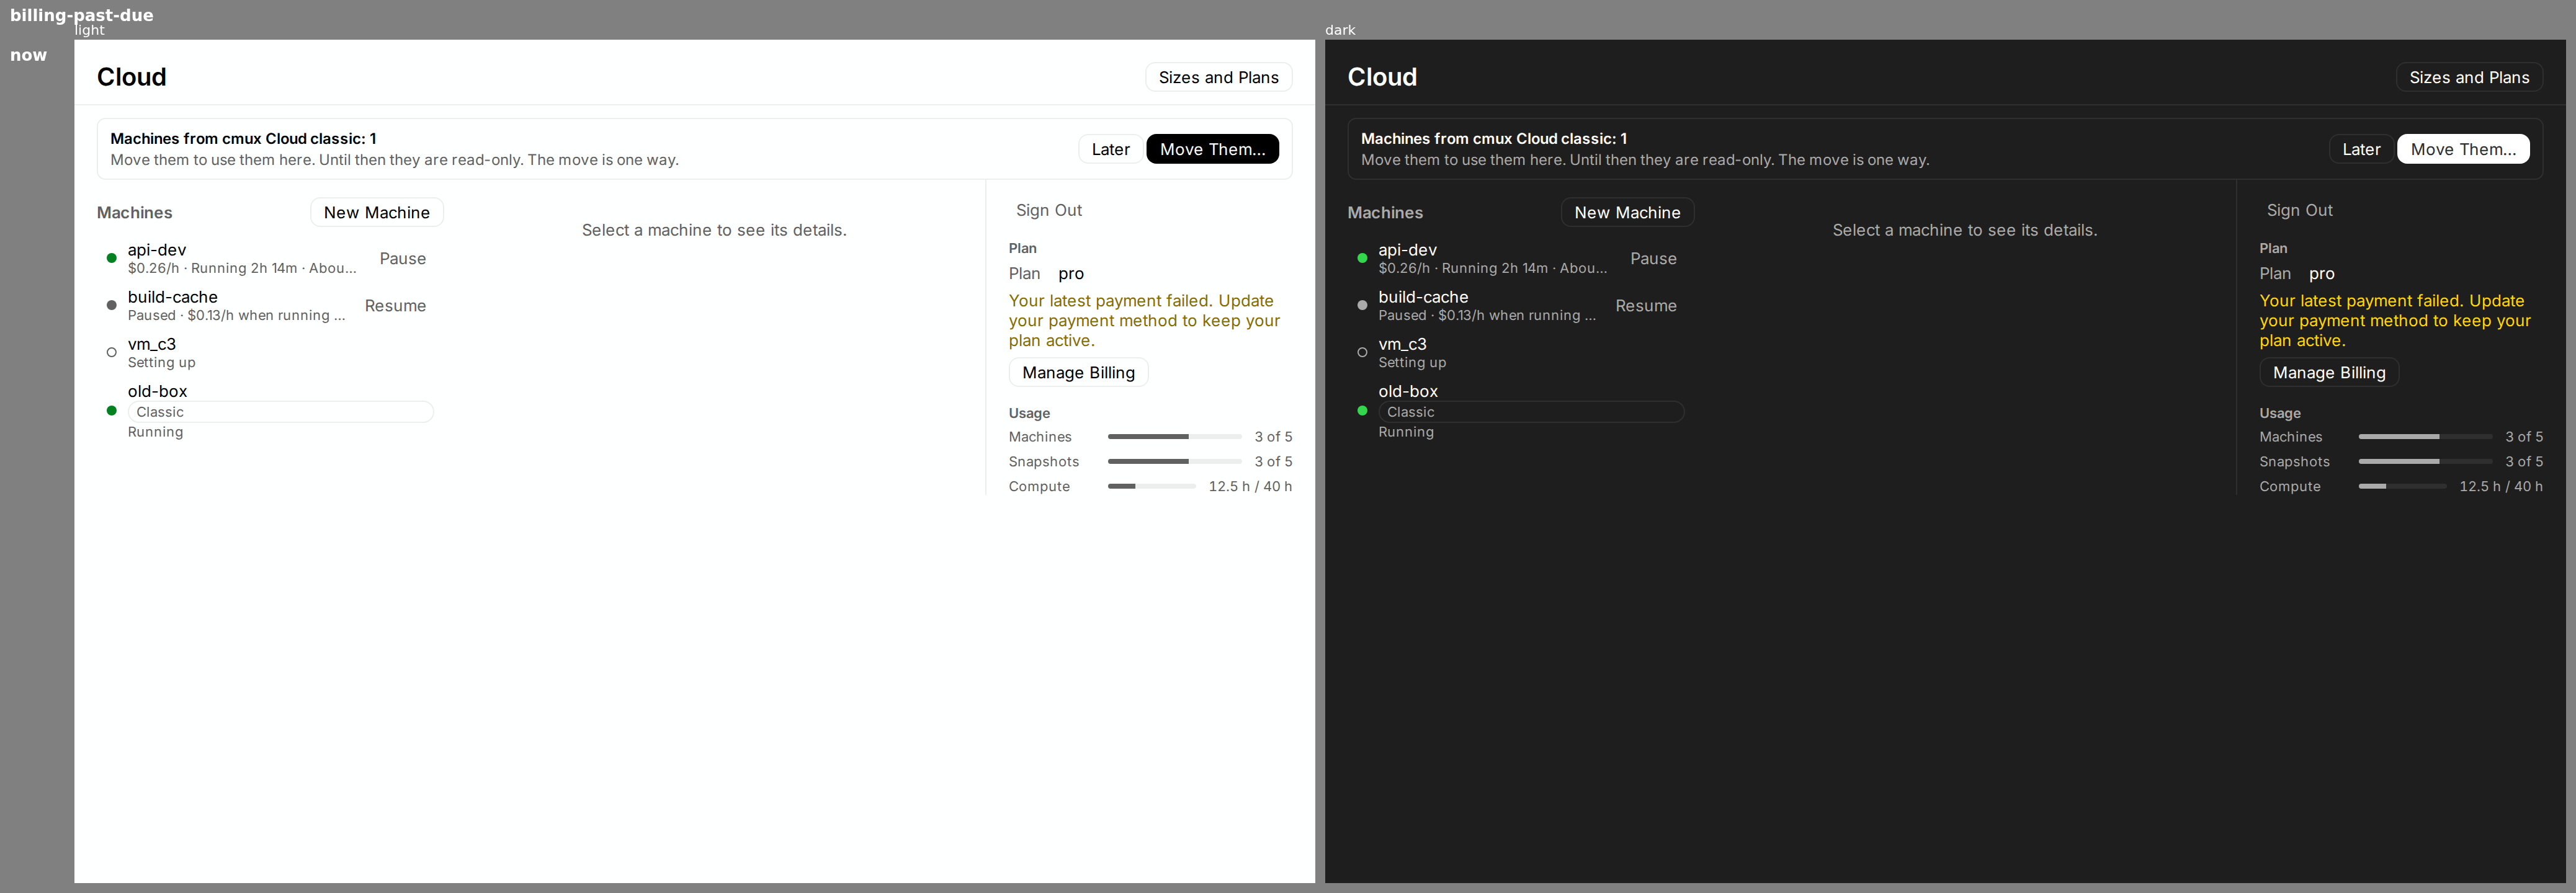 billing-past-due
light
dark
now
Cloud
Sizes and Plans
Machines from cmux Cloud classic: 1
Move them to use them here. Until then they are read-only. The move is one way.
Later
Move Them...
Machines
New Machine
api-dev
$0.26/h · Running 2h 14m · Abou...
Pause
build-cache
Paused · $0.13/h when running ...
Resume
vm_c3
Setting up
old-box
Classic
Running
Select a machine to see its details.
Sign Out
Plan
Plan pro
Your latest payment failed. Update
your payment method to keep your
plan active.
Manage Billing
Usage
Machines 3 of 5
Snapshots 3 of 5
Compute 12.5 h / 40 h
Cloud
Sizes and Plans
Machines from cmux Cloud classic: 1
Move them to use them here. Until then they are read-only. The move is one way.
Later
Move Them...
Machines
New Machine
api-dev
$0.26/h · Running 2h 14m · Abou...
Pause
build-cache
Paused · $0.13/h when running ...
Resume
vm_c3
Setting up
old-box
Classic
Running
Select a machine to see its details.
Sign Out
Plan
Plan pro
Your latest payment failed. Update
your payment method to keep your
plan active.
Manage Billing
Usage
Machines 3 of 5
Snapshots 3 of 5
Compute 12.5 h / 40 h